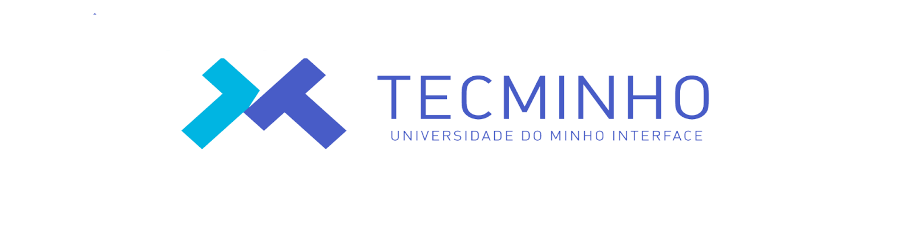 TECMINHO
UNIVERSIDADE DO MINHO INTERFACE